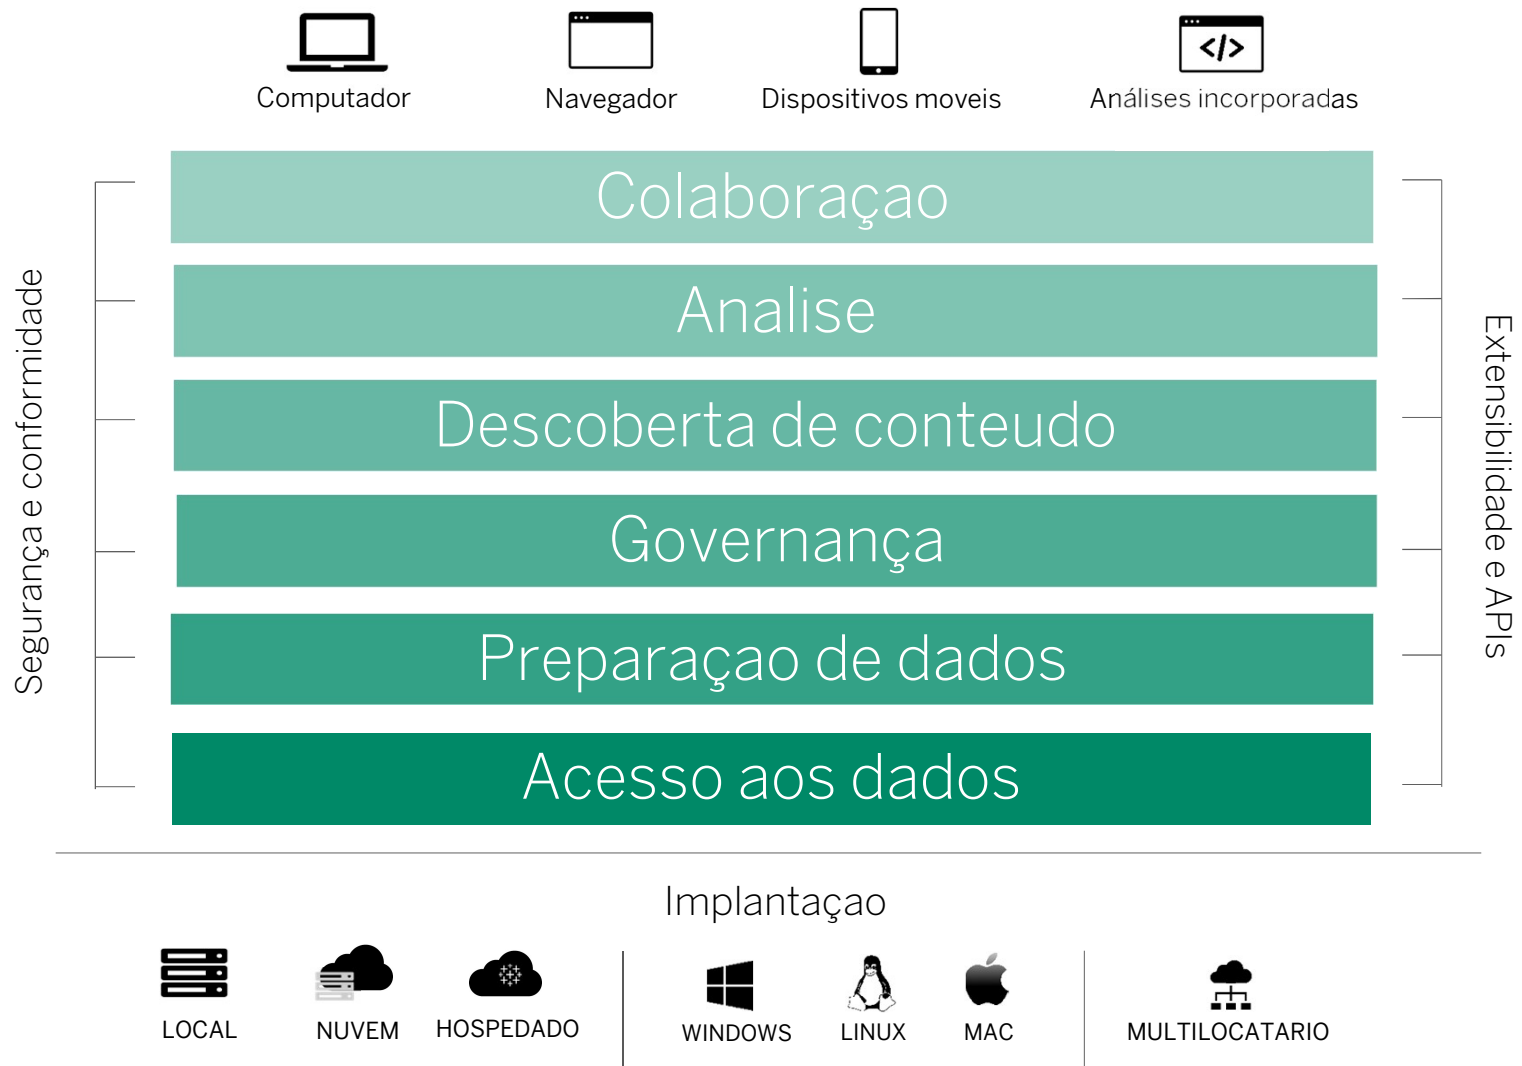 Computador
Navegador
Dispositivos moveis
Análises incorporadas
Segurança e conformidade
Colaboraçao
Analise
Descoberta de conteudo
Governança
Preparaçao de dados
Acesso aos dados
Extensibilidade e APIs
Implantaçao
LOCAL
NUVEM
HOSPEDADO
WINDOWS
LINUX
MAC
MULTILOCATARIO